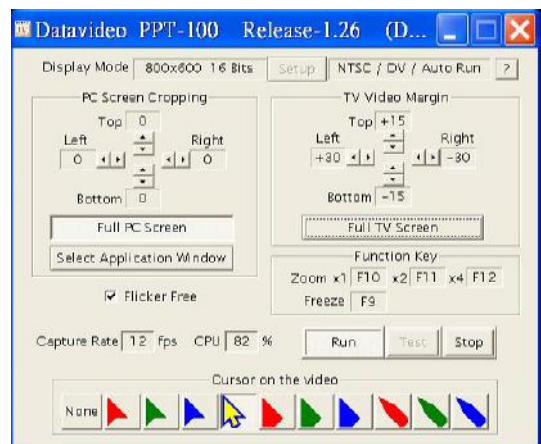 Datavideo PPT-100 Release-1.26 (D...
Display Mode 800x600 16 Bits Setup NTSC / DV / Auto Run ?
PC Screen Cropping
Top 0
Left Right
0 0
Bottom 0
Full PC Screen
Select Application Window
TV Video Margin
Top +15
Left Right
+30 -30
Bottom -15
Full TV Screen
Function Key
Zoom x1 F10 x2 F11 x4 F12
Freeze F9
Flicker Free
Capture Rate 12 fps CPU 82 % Run Test Stop
Cursor on the video
None